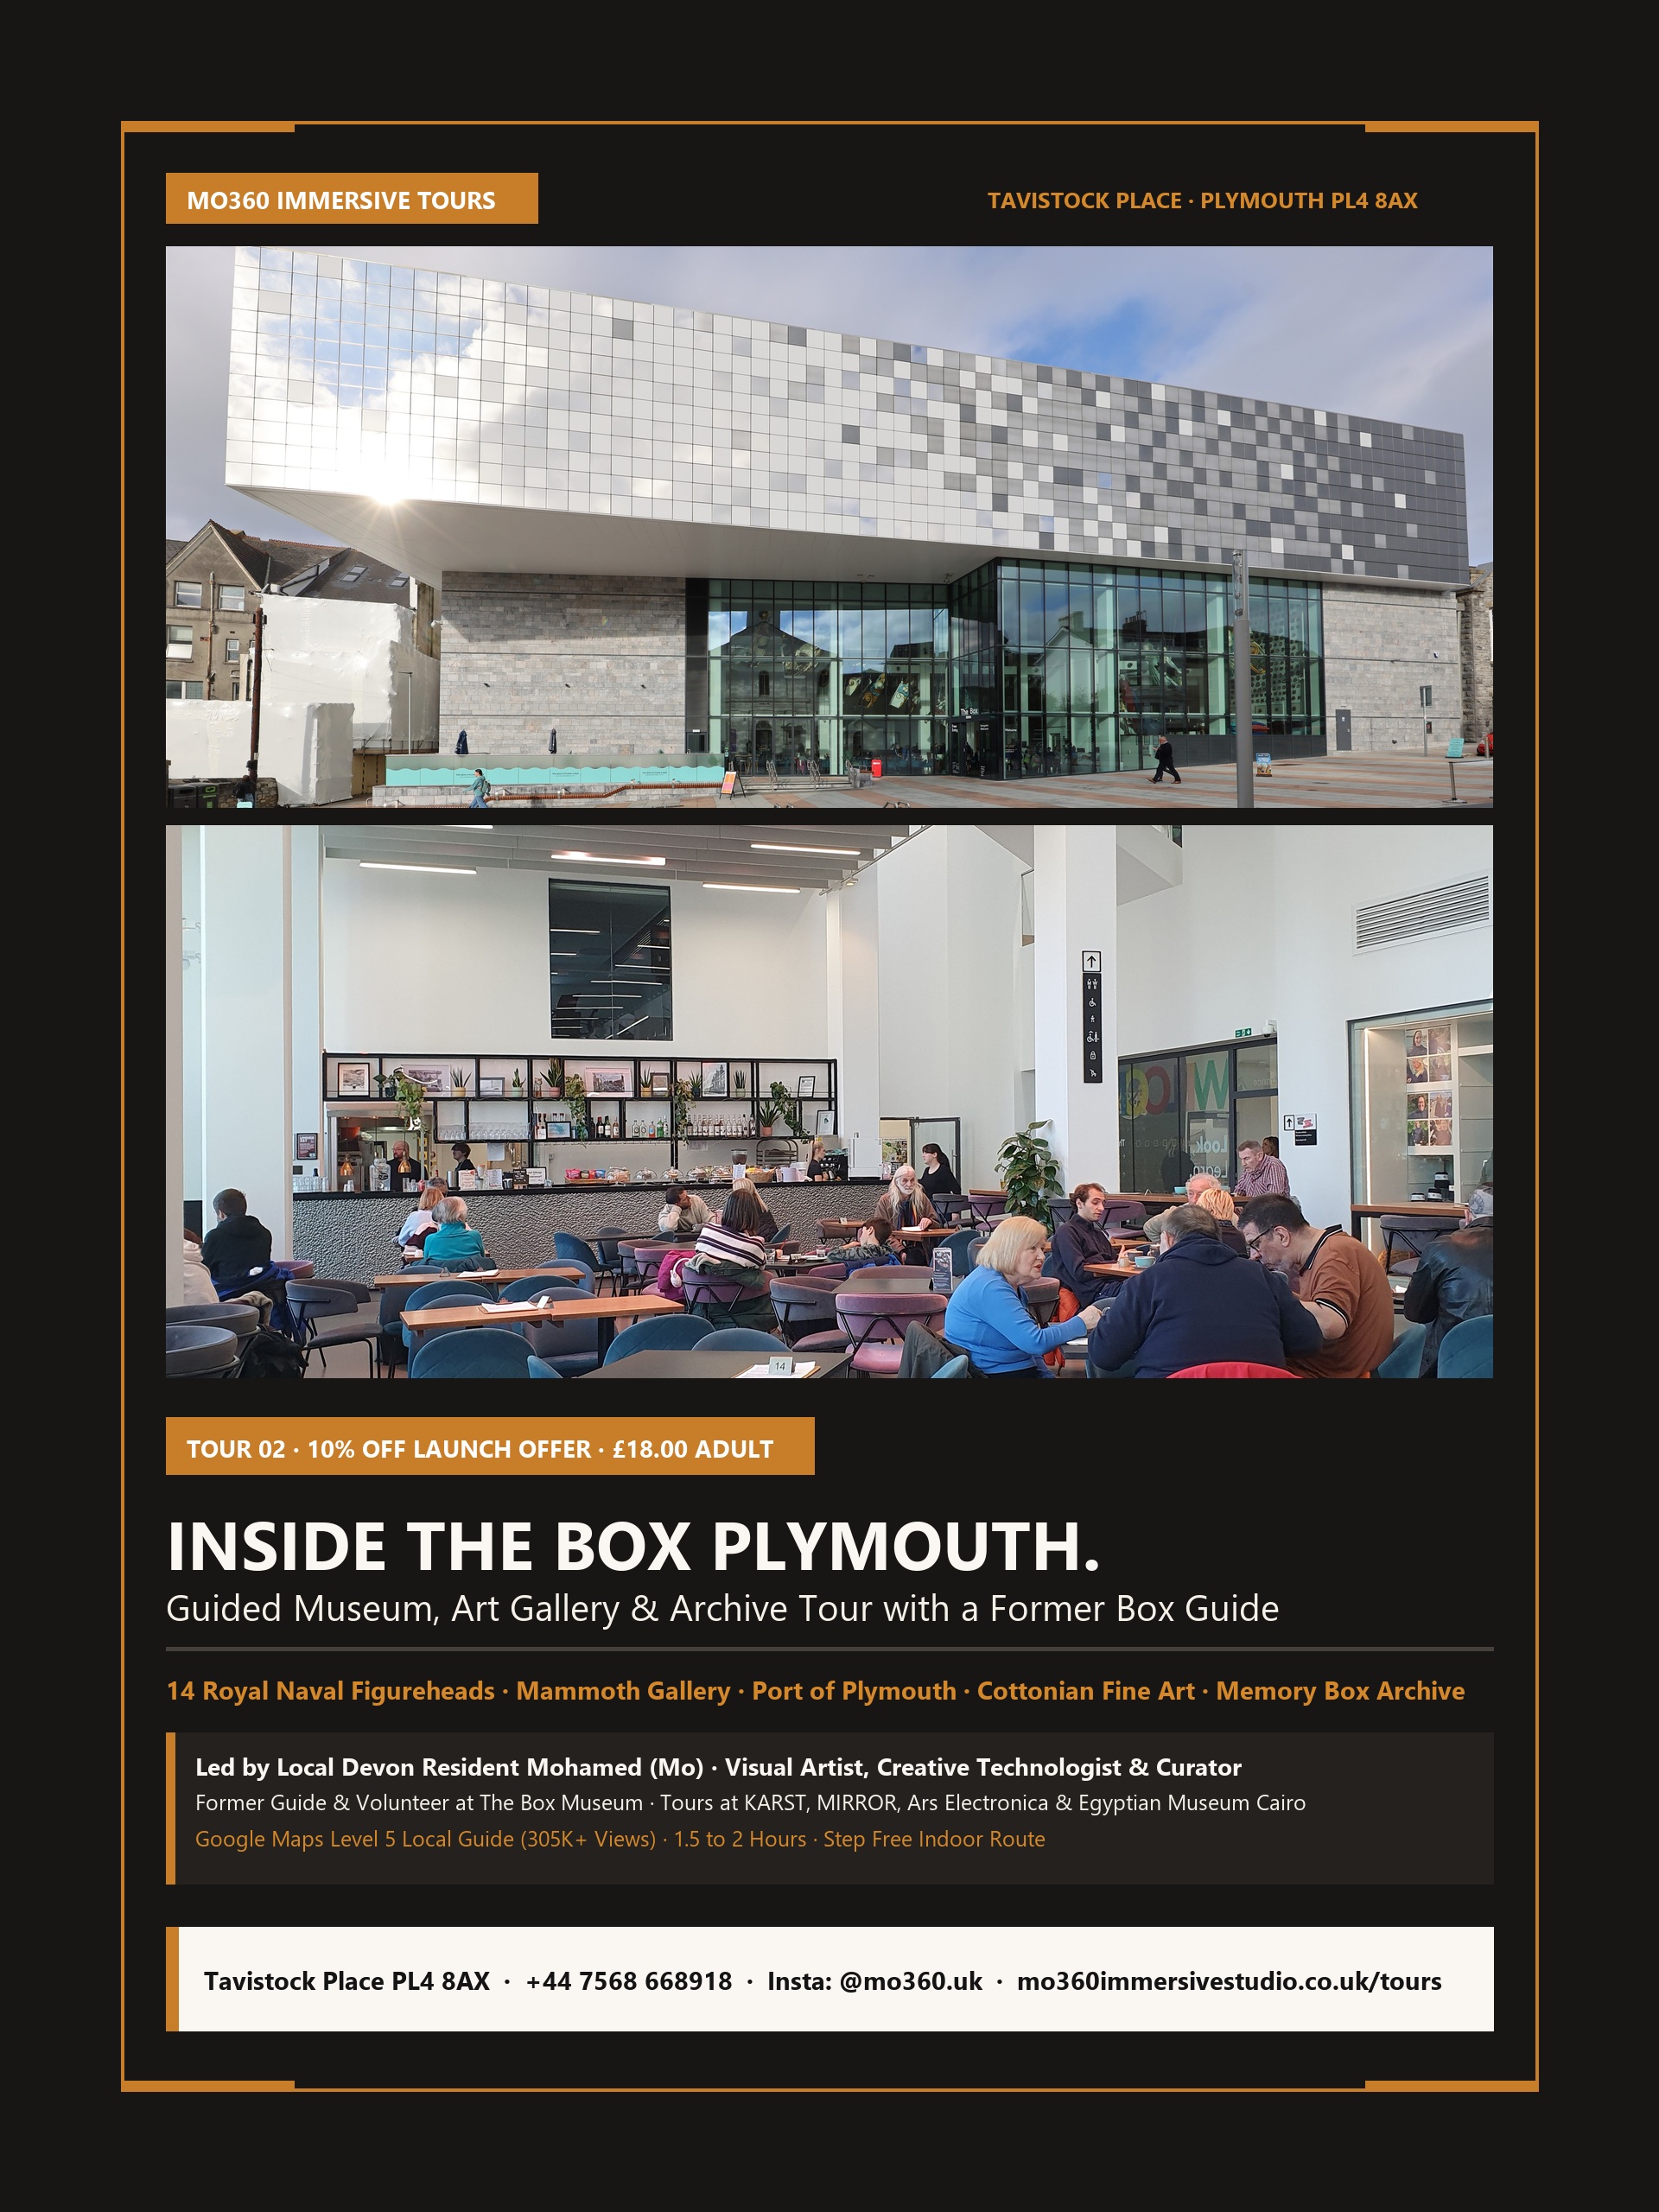 MO360 IMMERSIVE TOURS
TAVISTOCK PLACE · PLYMOUTH PL4 8AX
The Box
14
TOUR 02 · 10% OFF LAUNCH OFFER · £18.00 ADULT
INSIDE THE BOX PLYMOUTH.
Guided Museum, Art Gallery & Archive Tour with a Former Box Guide
14 Royal Naval Figureheads · Mammoth Gallery · Port of Plymouth · Cottonian Fine Art · Memory Box Archive
Led by Local Devon Resident Mohamed (Mo) · Visual Artist, Creative Technologist & Curator
Former Guide & Volunteer at The Box Museum · Tours at KARST, MIRROR, Ars Electronica & Egyptian Museum Cairo
Google Maps Level 5 Local Guide (305K+ Views) · 1.5 to 2 Hours · Step Free Indoor Route
Tavistock Place PL4 8AX · +44 7568 668918 · Insta: @mo360.uk · mo360immersivestudio.co.uk/tours